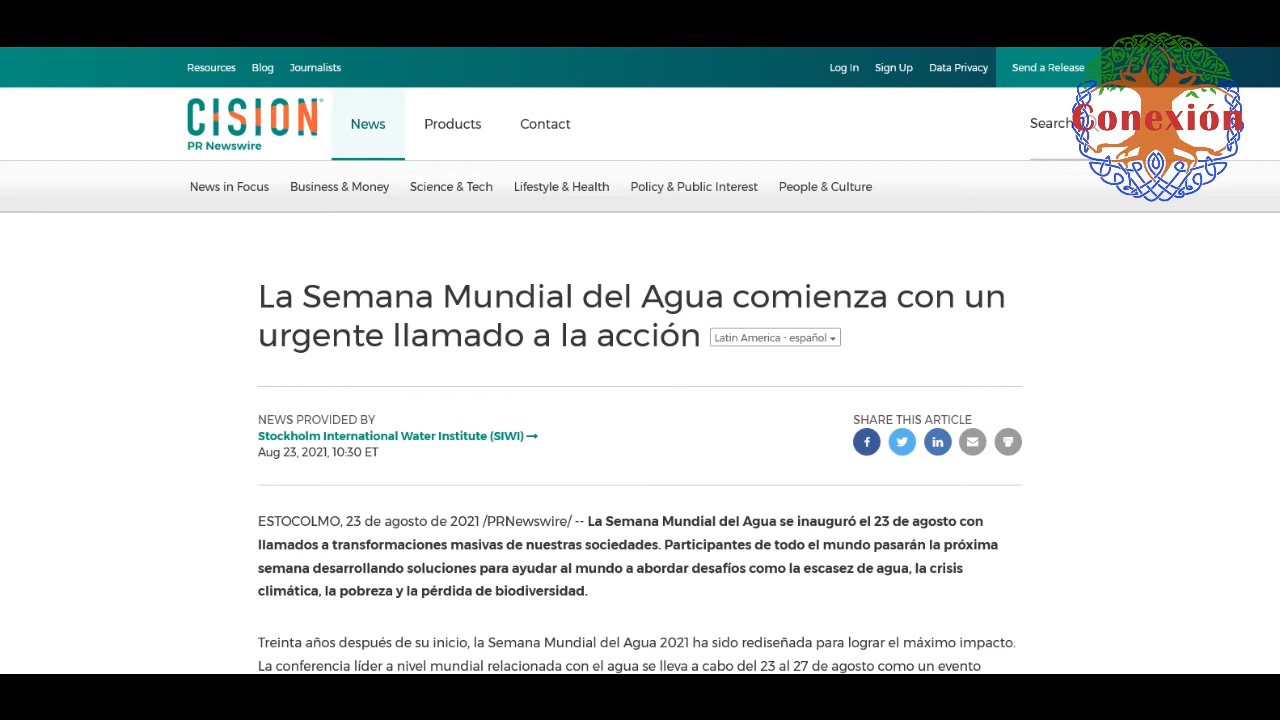 Resources Blog Journalists Log In Sign Up Data Privacy Send a Release
CISION
PR Newswire
News Products Contact Search
Conexión
News in Focus Business & Money Science & Tech Lifestyle & Health Policy & Public Interest People & Culture
La Semana Mundial del Agua comienza con un
urgente llamado a la acción Latin America - español
NEWS PROVIDED BY
Stockholm International Water Institute (SIWI)
Aug 23, 2021, 10:30 ET
SHARE THIS ARTICLE
ESTOCOLMO, 23 de agosto de 2021 /PRNewswire/ -- La Semana Mundial del Agua se inauguró el 23 de agosto con
llamados a transformaciones masivas de nuestras sociedades. Participantes de todo el mundo pasarán la próxima
semana desarrollando soluciones para ayudar al mundo a abordar desafíos como la escasez de agua, la crisis
climática, la pobreza y la pérdida de biodiversidad.
Treinta años después de su inicio, la Semana Mundial del Agua 2021 ha sido rediseñada para lograr el máximo impacto.
La conferencia líder a nivel mundial relacionada con el agua se lleva a cabo del 23 al 27 de agosto como un evento